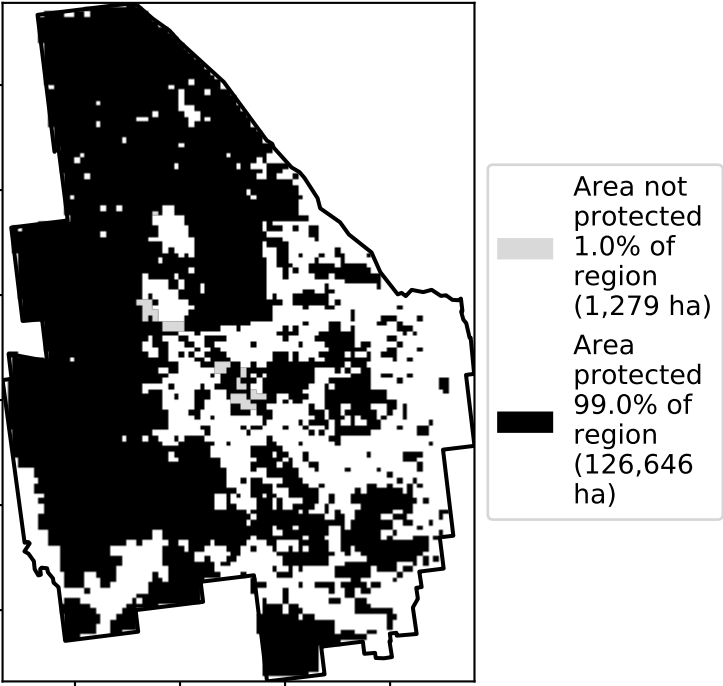 Area not
protected
1.0% of
region
(1,279 ha)
Area
protected
99.0% of
region
(126,646
ha)